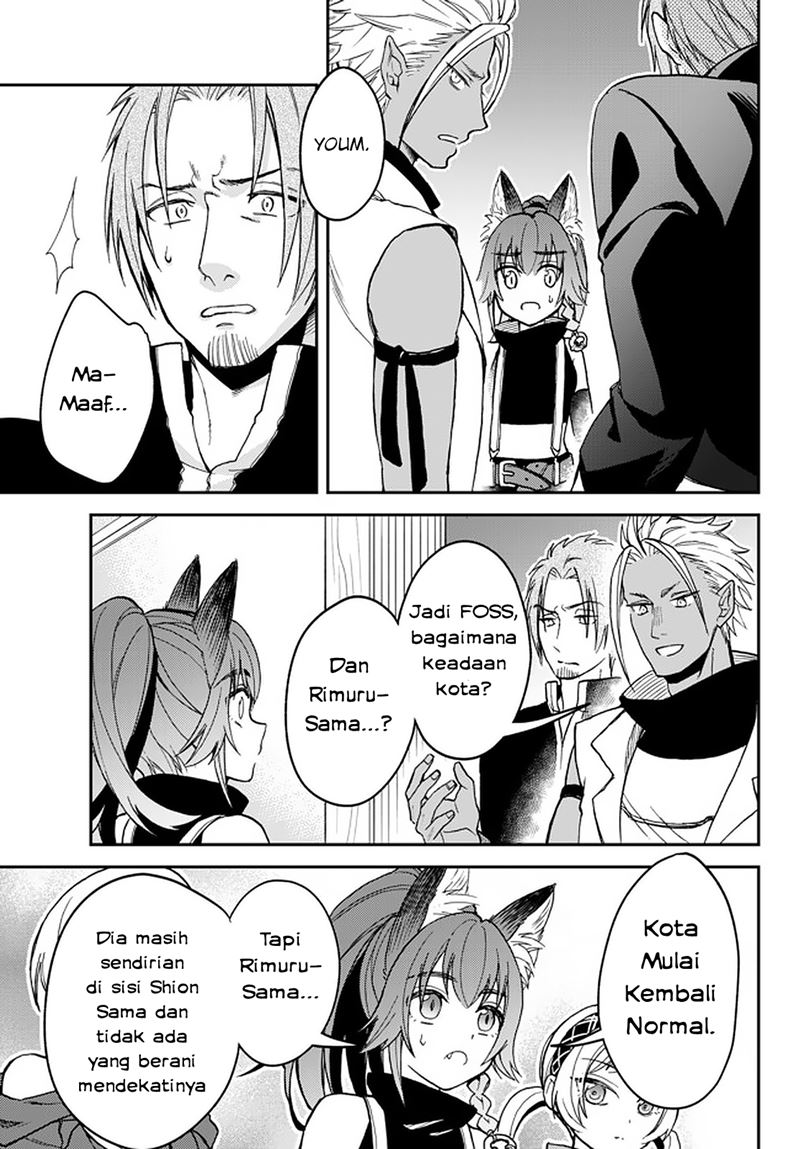 YOUM.
Ma-
Maaf...
Jadi FOSS,
bagaimana
keadaan
kota?
Dan
Rimuru-
Sama...?
Kota
Mulai
Kembali
Normal.
Tapi
Rimuru-
Sama...
Dia masih
sendirian
di sisi Shion
Sama dan
tidak ada
yang berani
mendekatinya